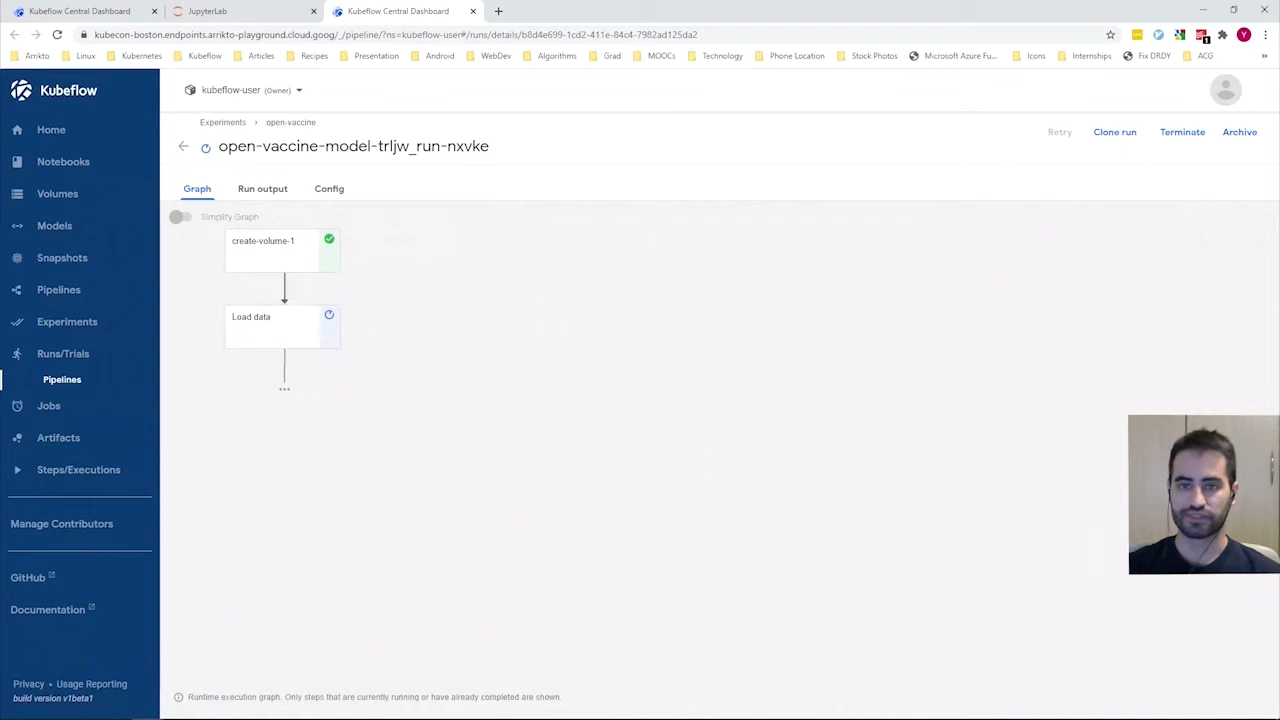 Kubeflow Central Dashboard
JupyterLab
Kubeflow Central Dashboard
kubecon-boston.endpoints.arrikto-playground.cloud.goog/_/pipeline/?ns=kubeflow-user#/runs/details/b8d4e699-1cd2-411e-84c4-7982ad125da2
Arrikto Linux Kubernetes Kubeflow Articles Recipes Presentation Android WebDev Algorithms Grad MOOCs Technology Phone Location Stock Photos Microsoft Azure Fu... Icons Internships Fix DRDY ACG »
Kubeflow
kubeflow-user (Owner)
Experiments › open-vaccine
open-vaccine-model-trljw_run-nxvke
Retry Clone run Terminate Archive
Graph Run output Config
Simplify Graph
create-volume-1
Load data
Home
Notebooks
Volumes
Models
Snapshots
Pipelines
Experiments
Runs/Trials
Pipelines
Jobs
Artifacts
Steps/Executions
Manage Contributors
GitHub
Documentation
Privacy • Usage Reporting
build version v1beta1
Runtime execution graph. Only steps that are currently running or have already completed are shown.